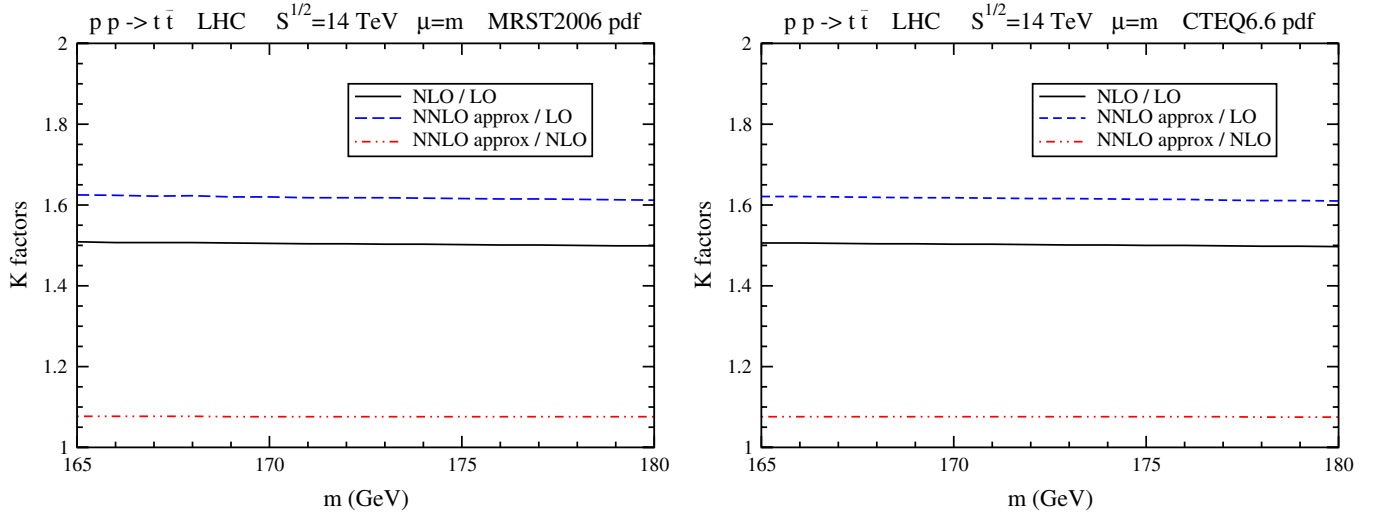 p p -> t t̄ LHC S^1/2=14 TeV μ=m MRST2006 pdf
2
1.8
1.6
1.4
1.2
1
K factors
NLO / LO
NNLO approx / LO
NNLO approx / NLO
165 170 175 180
m (GeV)
p p -> t t̄ LHC S^1/2=14 TeV μ=m CTEQ6.6 pdf
2
1.8
1.6
1.4
1.2
1
K factors
NLO / LO
NNLO approx / LO
NNLO approx / NLO
165 170 175 180
m (GeV)